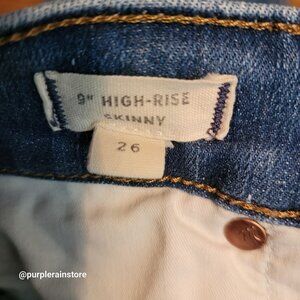 9" HIGH-RISE
SKINNY
26
@purplerainstore